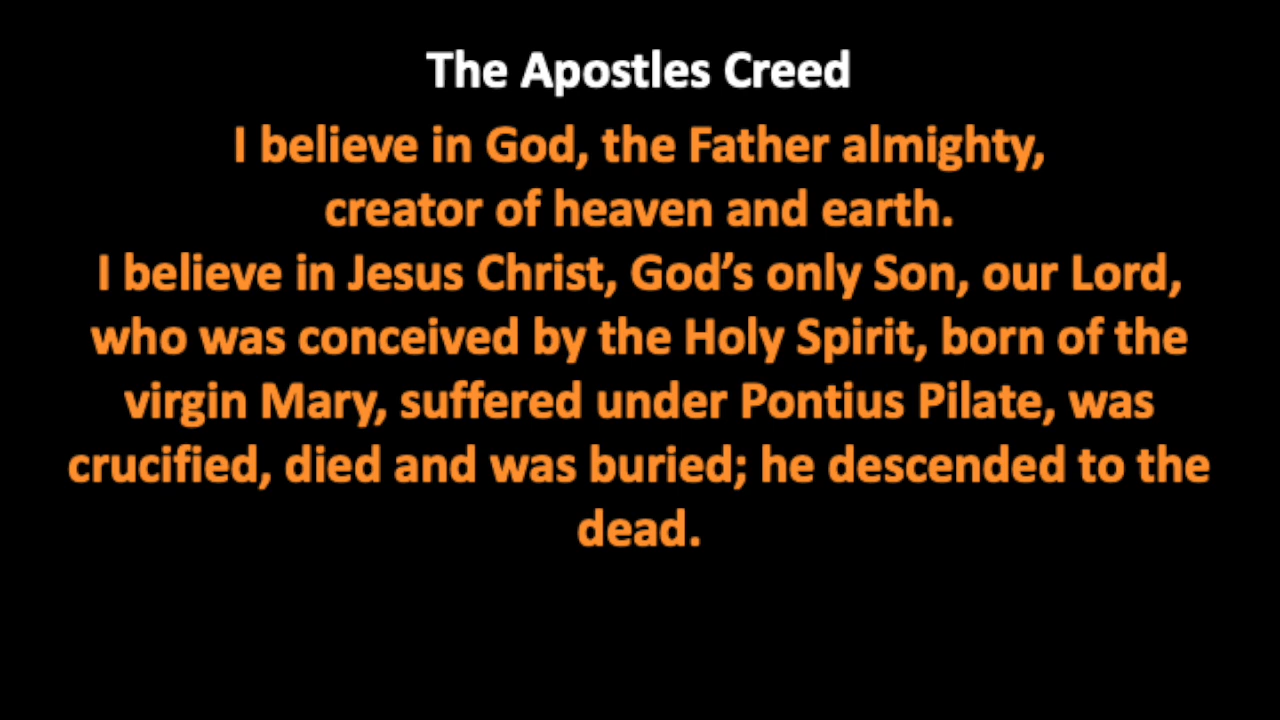 The Apostles Creed
I believe in God, the Father almighty,
creator of heaven and earth.
I believe in Jesus Christ, God’s only Son, our Lord,
who was conceived by the Holy Spirit, born of the
virgin Mary, suffered under Pontius Pilate, was
crucified, died and was buried; he descended to the
dead.